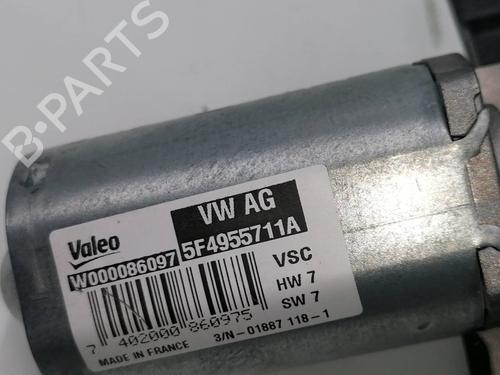 B-PARTS
Valeo
VW AG
W000086097
5F4955711A
VSC
HW 7
SW 7
7 402000 860975
MADE IN FRANCE
3/N-01887 118-1